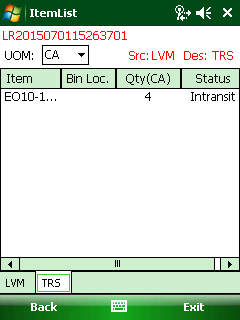 ItemList
LR2015070115263701
UOM: CA Src: LVM Des: TRS
Item Bin Loc. Qty(CA) Status
EO10-1... 4 Intransit
LVM TRS
Back Exit